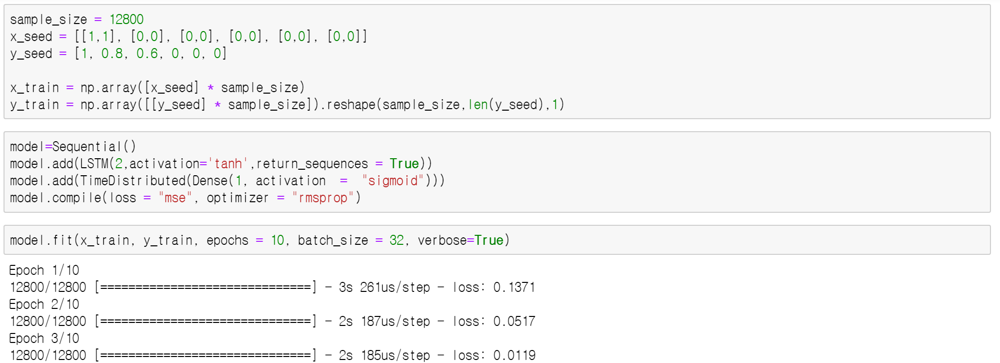 sample_size = 12800
x_seed = [[1,1], [0,0], [0,0], [0,0], [0,0], [0,0]]
y_seed = [1, 0.8, 0.6, 0, 0, 0]
x_train = np.array([x_seed] * sample_size)
y_train = np.array([[y_seed] * sample_size]).reshape(sample_size,len(y_seed),1)
model=Sequential()
model.add(LSTM(2,activation='tanh',return_sequences = True))
model.add(TimeDistributed(Dense(1, activation  =  "sigmoid")))
model.compile(loss = "mse", optimizer = "rmsprop")
model.fit(x_train, y_train, epochs = 10, batch_size = 32, verbose=True)
Epoch 1/10
12800/12800 [==============================] - 3s 261us/step - loss: 0.1371
Epoch 2/10
12800/12800 [==============================] - 2s 187us/step - loss: 0.0517
Epoch 3/10
12800/12800 [==============================] - 2s 185us/step - loss: 0.0119